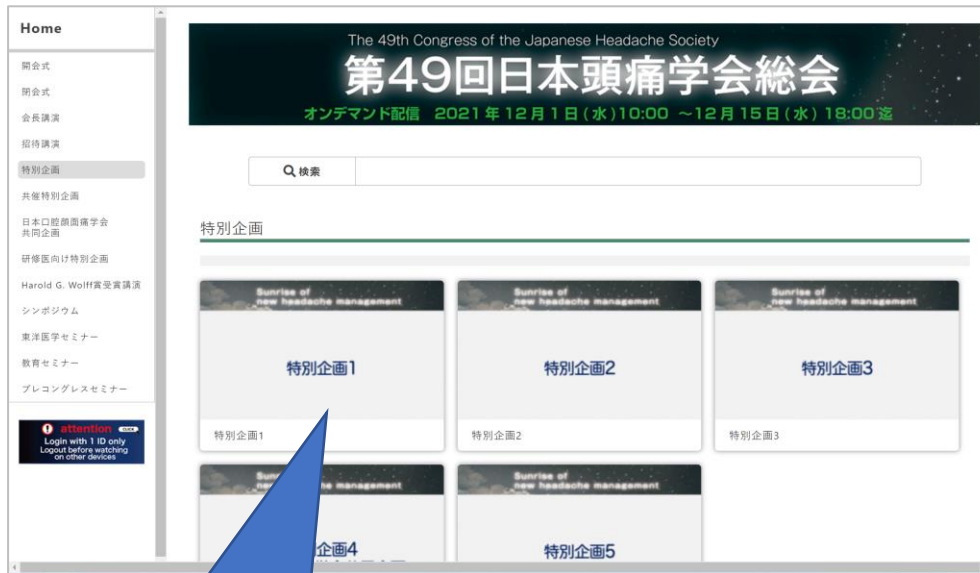 Home
開会式
閉会式
会長講演
招待講演
特別企画
共催特別企画
日本口腔顔面痛学会
共同企画
研修医向け特別企画
Harold G. Wolff賞受賞講演
シンポジウム
東洋医学セミナー
教育セミナー
プレコングレスセミナー
attention CLICK
Login with 1 ID only
Logout before watching
on other devices
The 49th Congress of the Japanese Headache Society
第49回日本頭痛学会総会
オンデマンド配信 2021年12月1日(水)10:00 ~12月15日(水) 18:00迄
検索
特別企画
Sunrise of
new headache management
特別企画1
特別企画1
Sunrise of
new headache management
特別企画2
特別企画2
Sunrise of
new headache management
特別企画3
特別企画3
new headache management
企画4
Sunrise of
new headache management
特別企画5